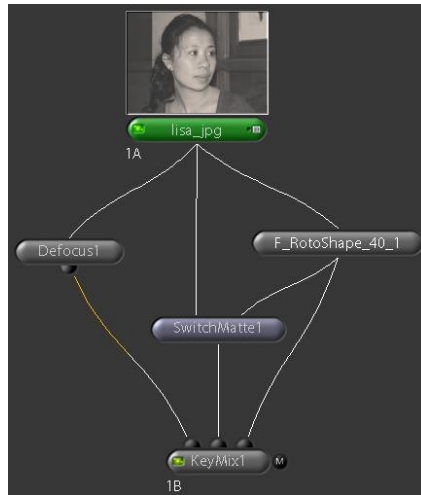 lisa_jpg
1A
Defocus1
F_RotoShape_40_1
SwitchMatte1
KeyMix1
M
1B